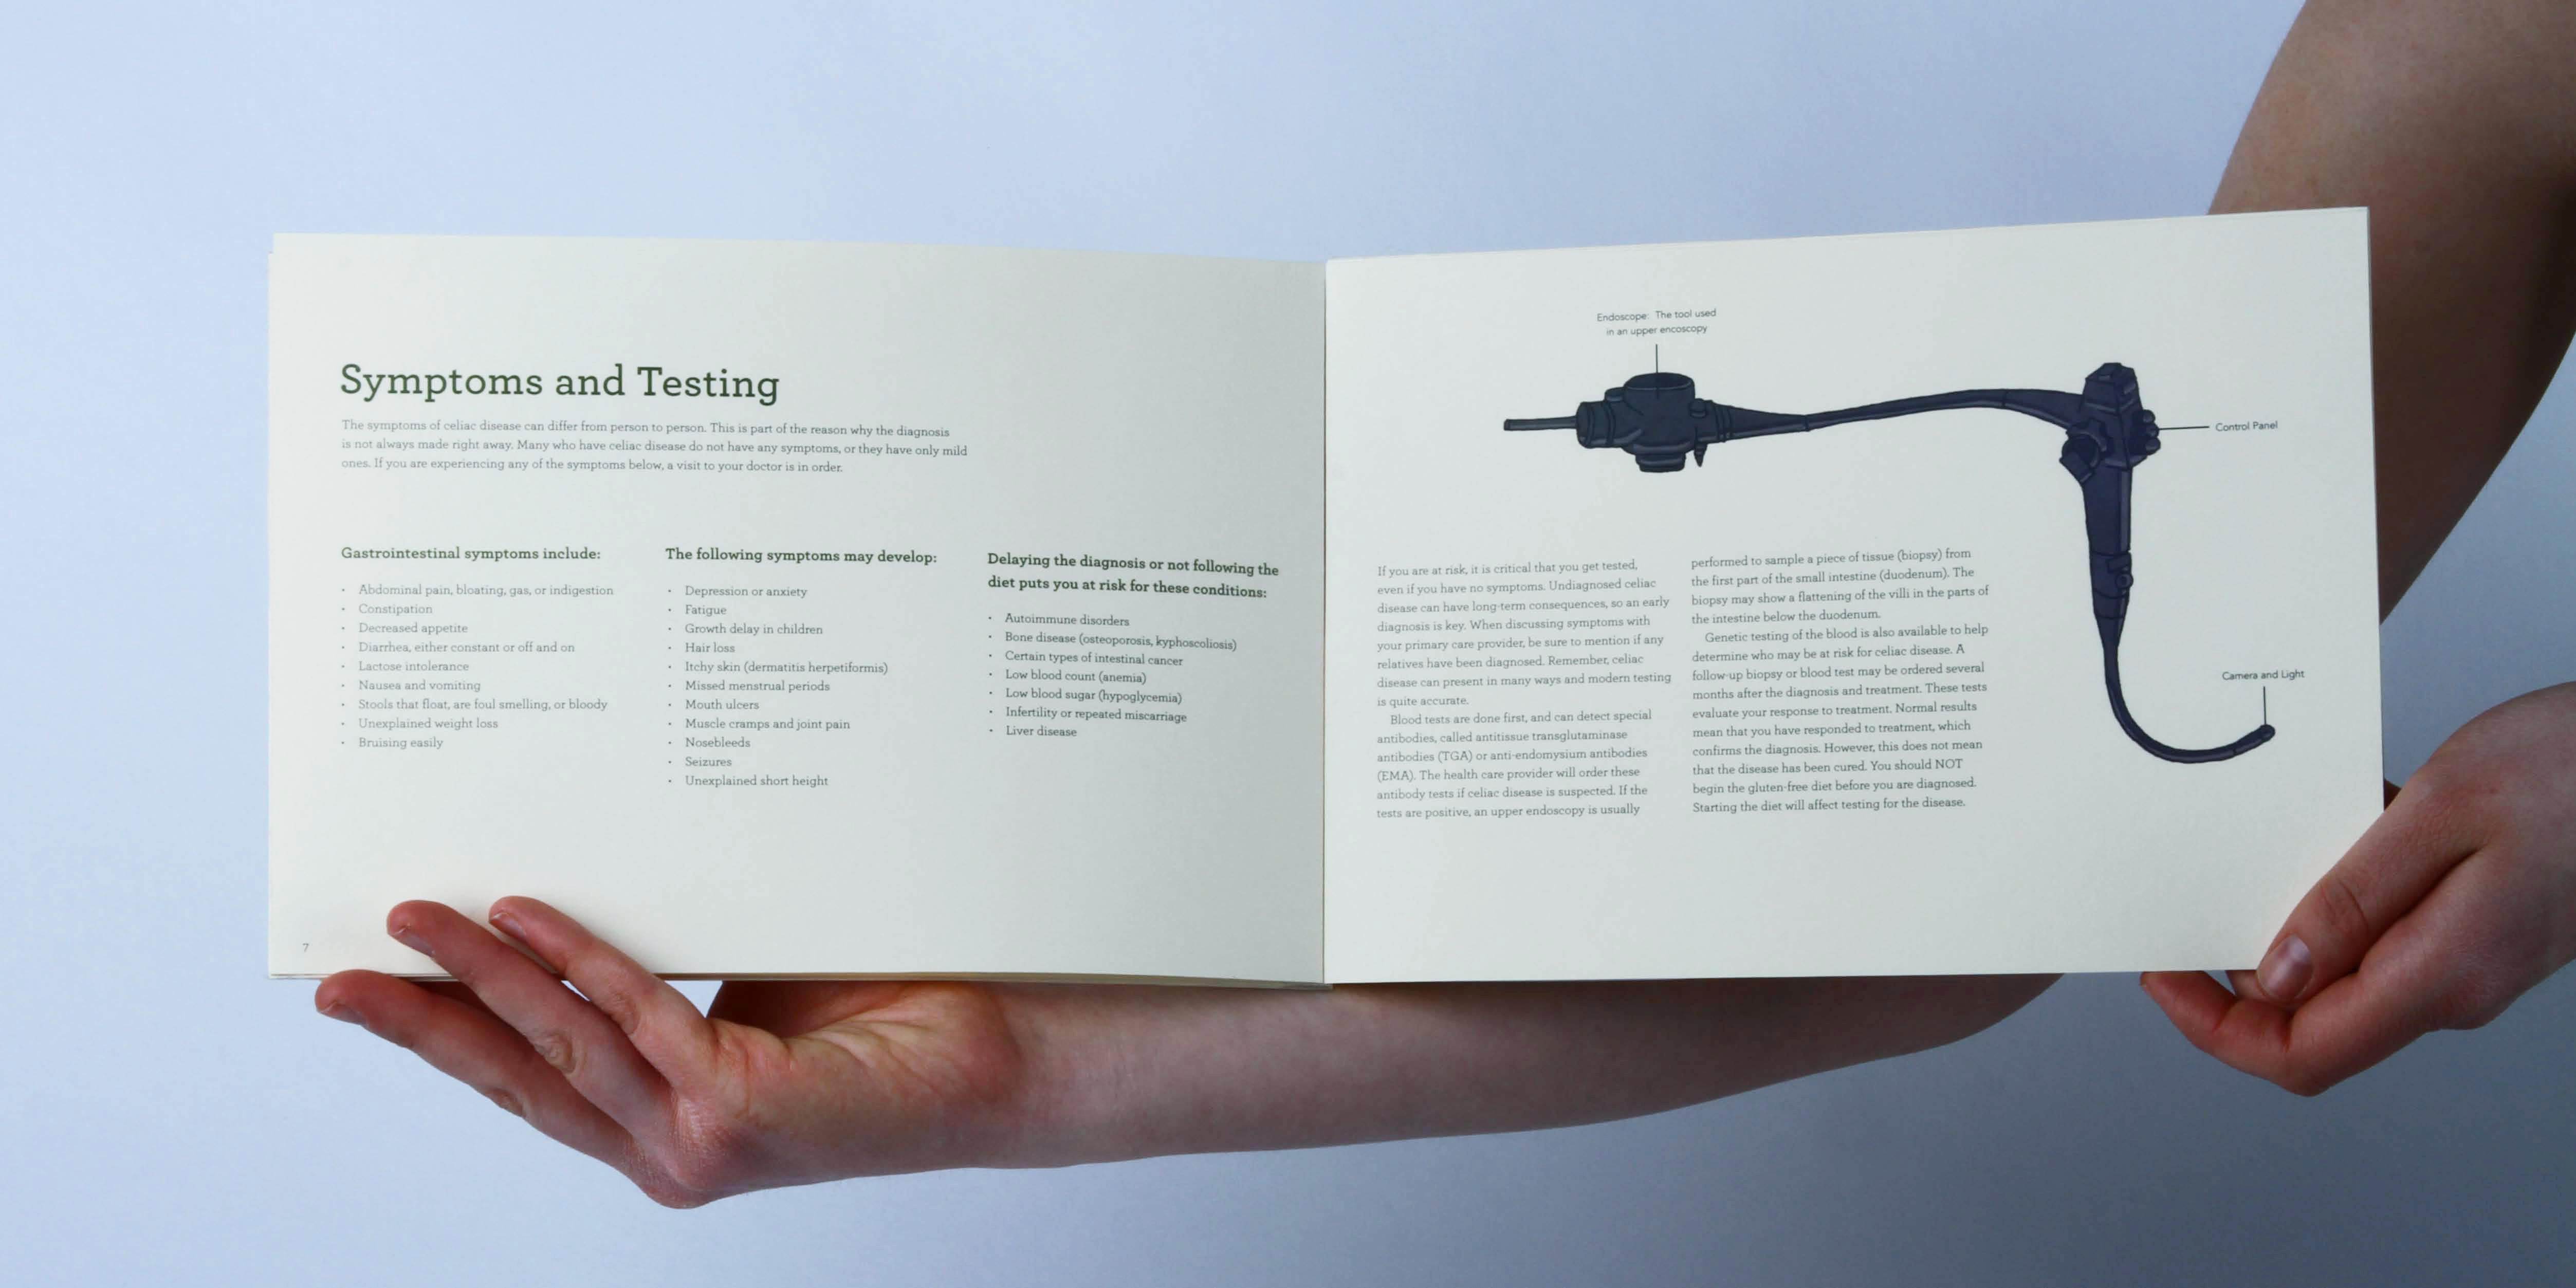 Symptoms and Testing
The symptoms of celiac disease can differ from person to person. This is part of the reason why the diagnosis
is not always made right away. Many who have celiac disease do not have any symptoms, or they have only mild
ones. If you are experiencing any of the symptoms below, a visit to your doctor is in order.
Gastrointestinal symptoms include:
• Abdominal pain, bloating, gas, or indigestion
• Constipation
• Decreased appetite
• Diarrhea, either constant or off and on
• Lactose intolerance
• Nausea and vomiting
• Stools that float, are foul smelling, or bloody
• Unexplained weight loss
• Bruising easily
The following symptoms may develop:
• Depression or anxiety
• Fatigue
• Growth delay in children
• Hair loss
• Itchy skin (dermatitis herpetiformis)
• Missed menstrual periods
• Mouth ulcers
• Muscle cramps and joint pain
• Nosebleeds
• Seizures
• Unexplained short height
Delaying the diagnosis or not following the
diet puts you at risk for these conditions:
• Autoimmune disorders
• Bone disease (osteoporosis, kyphoscoliosis)
• Certain types of intestinal cancer
• Low blood count (anemia)
• Low blood sugar (hypoglycemia)
• Infertility or repeated miscarriage
• Liver disease
7
Endoscope: The tool used
in an upper encoscopy
Control Panel
Camera and Light
If you are at risk, it is critical that you get tested,
even if you have no symptoms. Undiagnosed celiac
disease can have long-term consequences, so an early
diagnosis is key. When discussing symptoms with
your primary care provider, be sure to mention if any
relatives have been diagnosed. Remember, celiac
disease can present in many ways and modern testing
is quite accurate.
Blood tests are done first, and can detect special
antibodies, called antitissue transglutaminase
antibodies (TGA) or anti-endomysium antibodies
(EMA). The health care provider will order these
antibody tests if celiac disease is suspected. If the
tests are positive, an upper endoscopy is usually
performed to sample a piece of tissue (biopsy) from
the first part of the small intestine (duodenum). The
biopsy may show a flattening of the villi in the parts of
the intestine below the duodenum.
Genetic testing of the blood is also available to help
determine who may be at risk for celiac disease. A
follow-up biopsy or blood test may be ordered several
months after the diagnosis and treatment. These tests
evaluate your response to treatment. Normal results
mean that you have responded to treatment, which
confirms the diagnosis. However, this does not mean
that the disease has been cured. You should NOT
begin the gluten-free diet before you are diagnosed.
Starting the diet will affect testing for the disease.